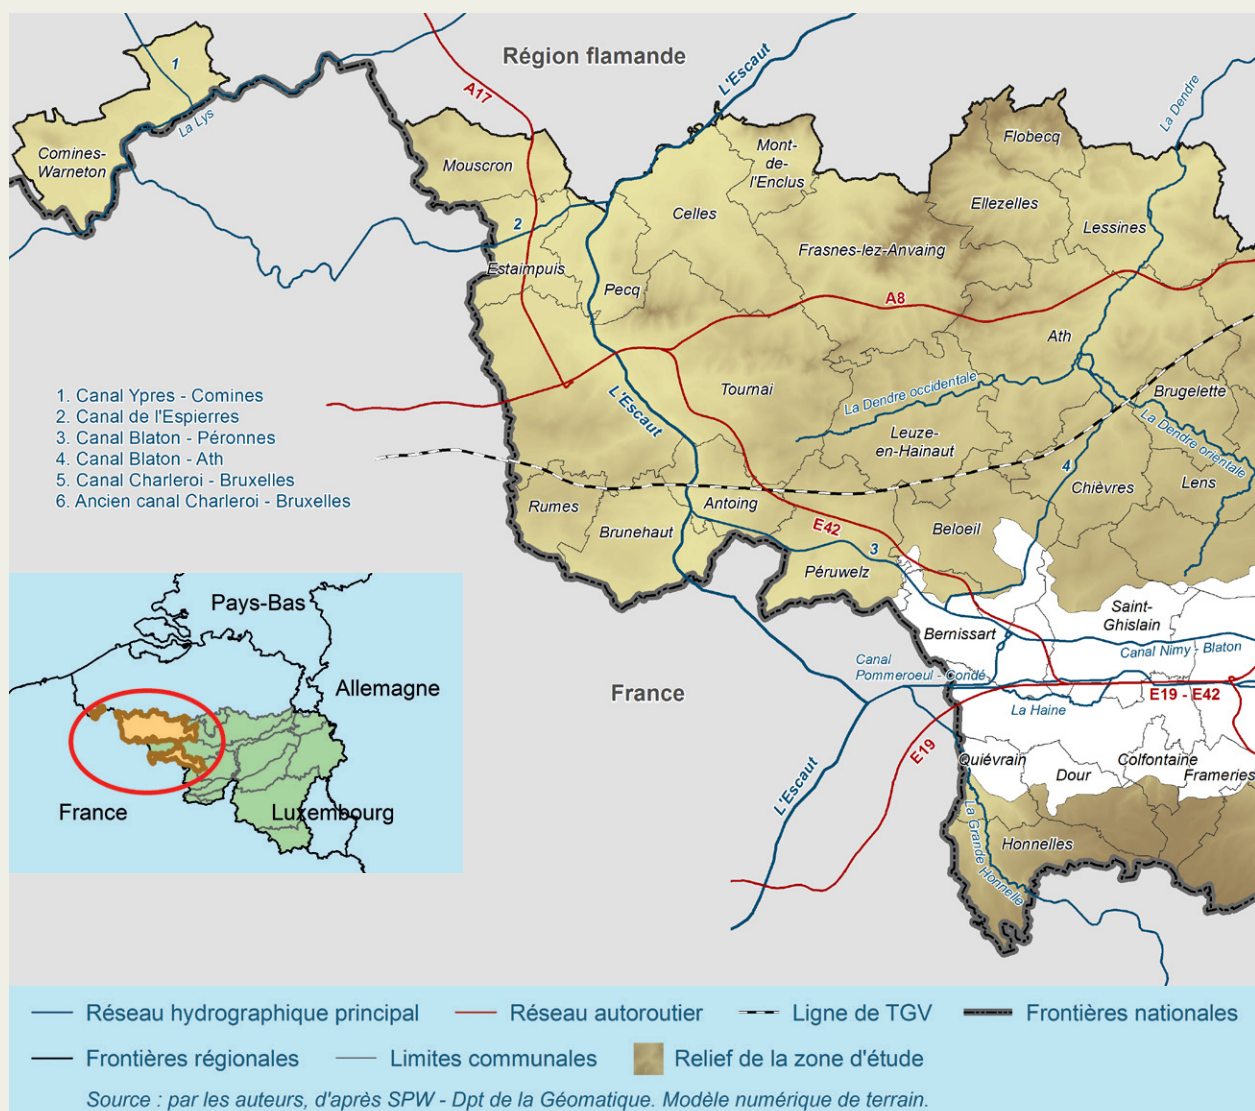 Région flamande
1
La Lys
Comines-
Warneton
A17
L'Escaut
La Dendre
Mouscron
Mont-
de-
l'Enclus
Flobecq
Ellezelles
Celles
Lessines
2
Frasnes-lez-Anvaing
Estaimpuis
Pecq
A8
Ath
1. Canal Ypres - Comines
2. Canal de l'Espierres
3. Canal Blaton - Péronnes
4. Canal Blaton - Ath
5. Canal Charleroi - Bruxelles
6. Ancien canal Charleroi - Bruxelles
L'Escaut
Tournai
La Dendre occidentale
Brugelette
La Dendre orientale
Leuze-
en-Hainaut
4
Chièvres
Lens
Rumes
Antoing
Brunehaut
E42
Beloeil
3
Péruwelz
Bernissart
Saint-
Ghislain
Canal Nimy - Blaton
Canal
Pommeroeul - Condé
E19 - E42
La Haine
France
L'Escaut
E19
Quiévrain
Dour
Colfontaine
Frameries
La Grande Honnelle
Honnelles
Pays-Bas
Allemagne
France
Luxembourg
Réseau hydrographique principal
Réseau autoroutier
Ligne de TGV
Frontières nationales
Frontières régionales
Limites communales
Relief de la zone d'étude
Source : par les auteurs, d'après SPW - Dpt de la Géomatique. Modèle numérique de terrain.